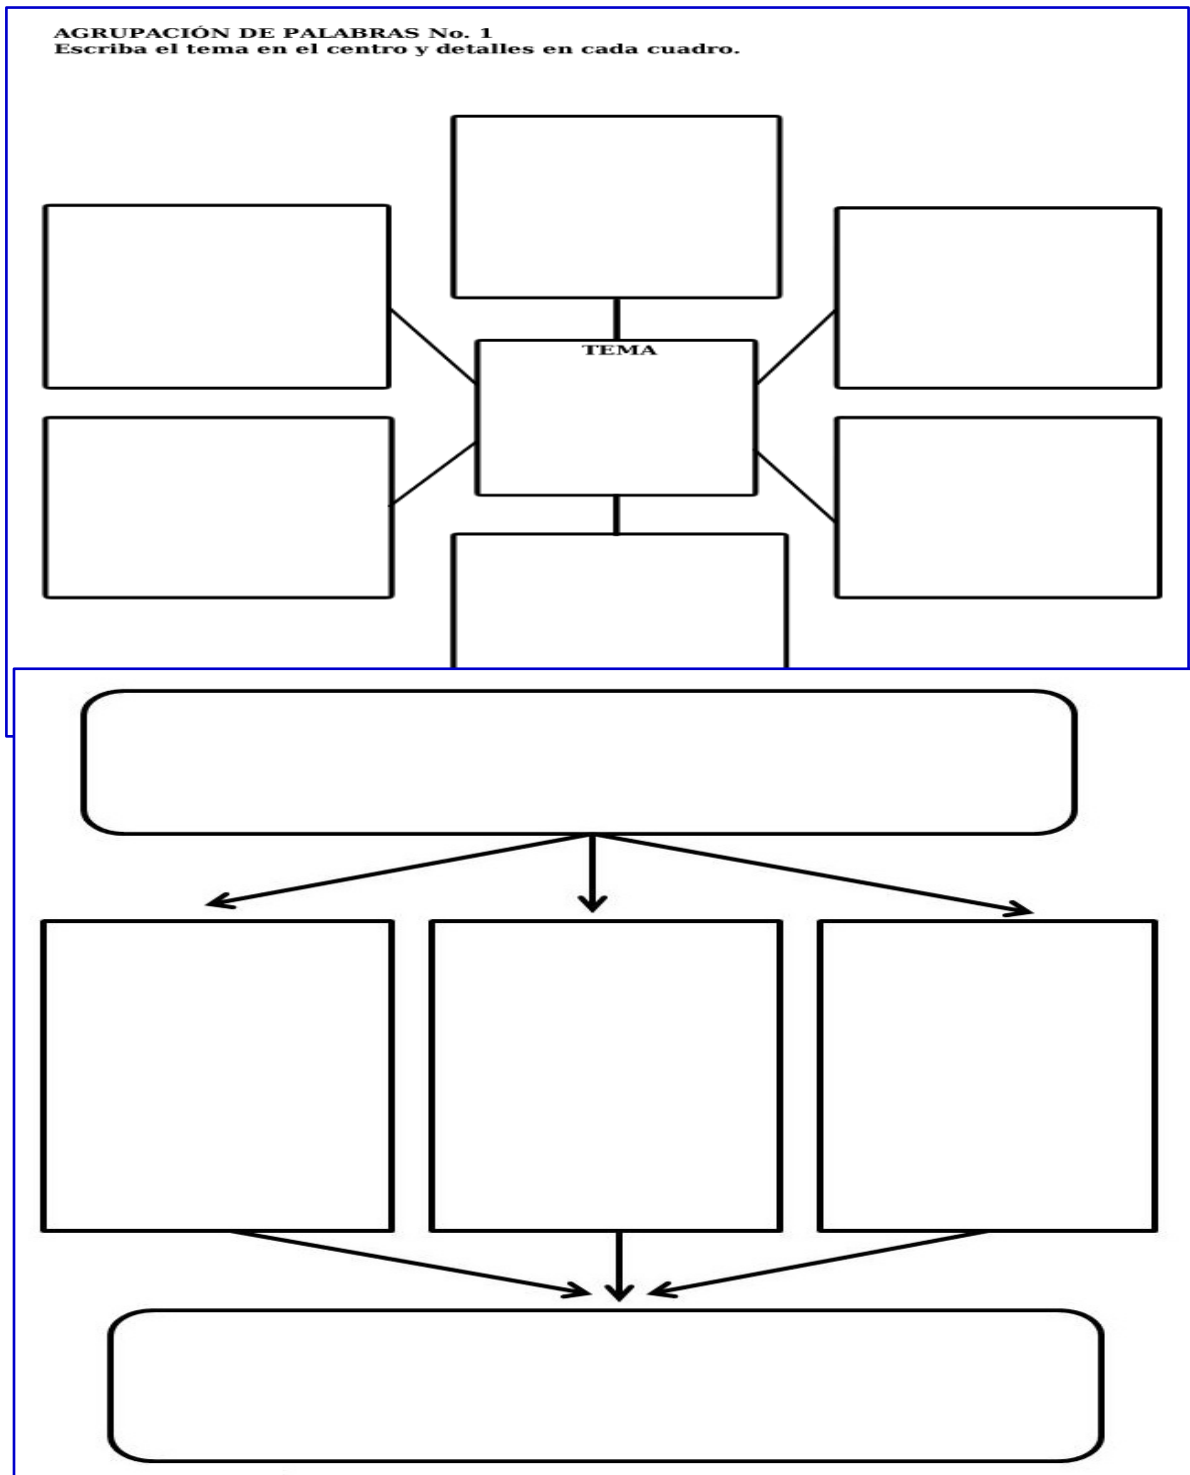 AGRUPACIÓN DE PALABRAS No. 1
Escriba el tema en el centro y detalles en cada cuadro.
TEMA